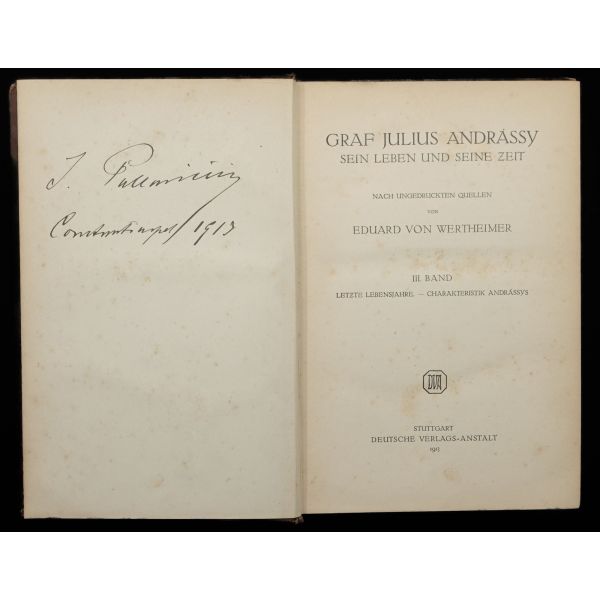 J. Pallavicini
Constantinopel 1913
GRAF JULIUS ANDRÁSSY
SEIN LEBEN UND SEINE ZEIT
NACH UNGEDRUCKTEN QUELLEN
VON
EDUARD VON WERTHEIMER
III. BAND
LETZTE LEBENSJAHRE. — CHARAKTERISTIK ANDRÁSSYS
DVA
STUTTGART
DEUTSCHE VERLAGS-ANSTALT
1913